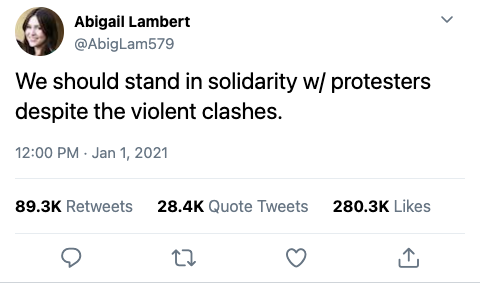 Abigail Lambert
@AbigLam579
We should stand in solidarity w/ protesters
despite the violent clashes.
12:00 PM · Jan 1, 2021
89.3K Retweets 28.4K Quote Tweets 280.3K Likes